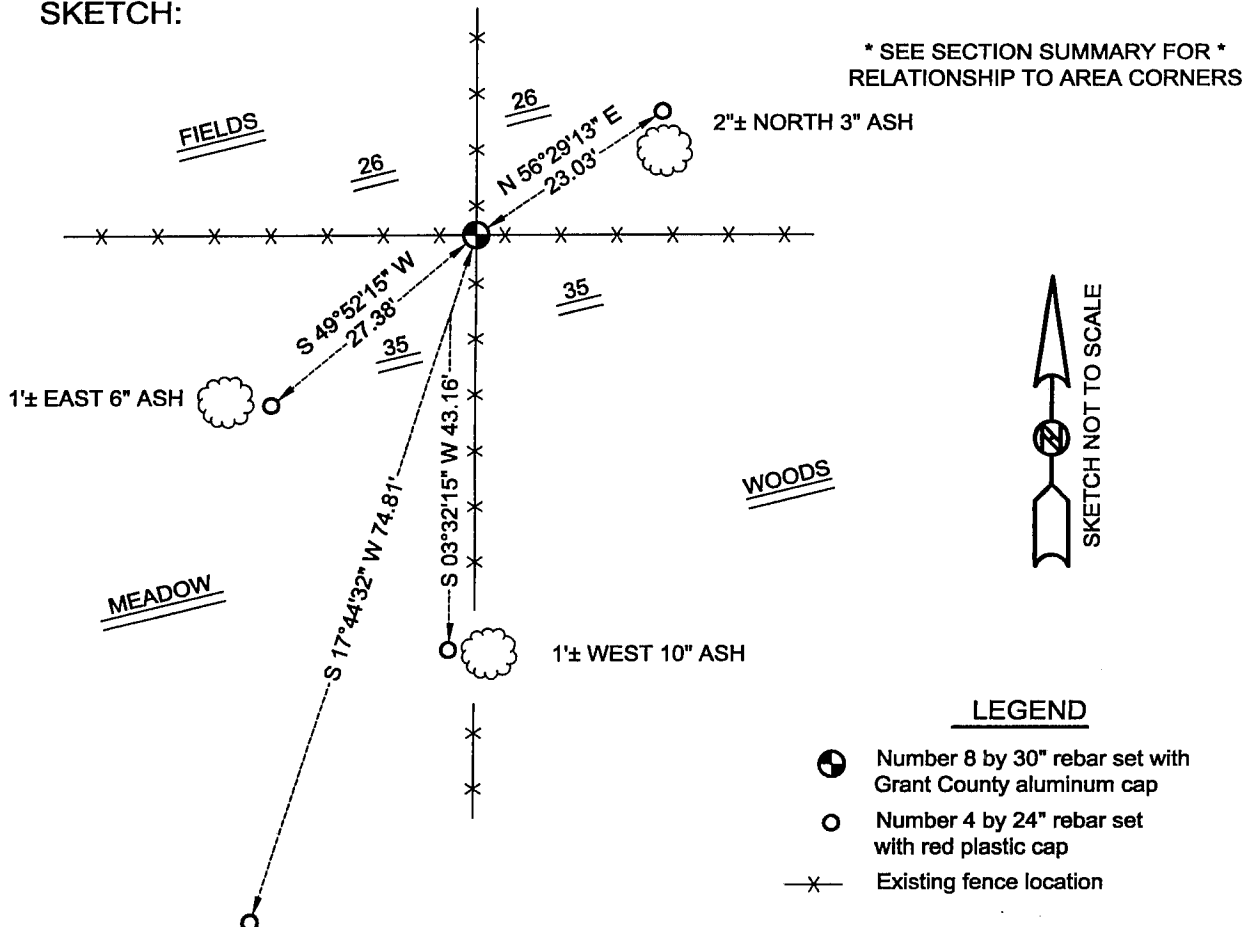 SKETCH:
* SEE SECTION SUMMARY FOR *
RELATIONSHIP TO AREA CORNERS
FIELDS
26
26
N 56°29'13" E
23.03'
2"± NORTH 3" ASH
S 49°52'15" W
27.38'
35
35
1'± EAST 6" ASH
S 17°44'32" W 74.81'
S 03°32'15" W 43.16'
WOODS
MEADOW
1'± WEST 10" ASH
N
SKETCH NOT TO SCALE
LEGEND
Number 8 by 30" rebar set with
Grant County aluminum cap
Number 4 by 24" rebar set
with red plastic cap
Existing fence location